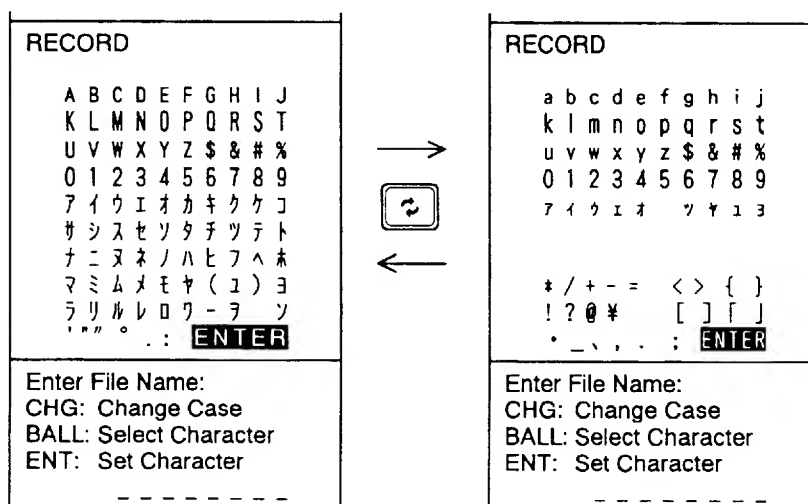 RECORD
A B C D E F G H I J
K L M N O P Q R S T
U V W X Y Z $ & # %
0 1 2 3 4 5 6 7 8 9
ア イ ウ エ オ カ キ ク ケ コ
サ シ ス セ ソ タ チ ツ テ ト
ナ ニ ヌ ネ ノ ハ ヒ フ ヘ ホ
マ ミ ム メ モ ヤ ( ユ ) ヨ
ラ リ ル レ ロ ワ - ヲ ン
' " ″ ° . : ENTER
Enter File Name:
CHG: Change Case
BALL: Select Character
ENT: Set Character
_ _ _ _ _ _ _ _
RECORD
a b c d e f g h i j
k l m n o p q r s t
u v w x y z $ & # %
0 1 2 3 4 5 6 7 8 9
ァ ィ ゥ ェ ォ ッ ャ ュ ョ
* / + - = < > { }
! ? @ ¥ [ ] ｢ ｣
・ _ 、 , . ; ENTER
Enter File Name:
CHG: Change Case
BALL: Select Character
ENT: Set Character
_ _ _ _ _ _ _ _